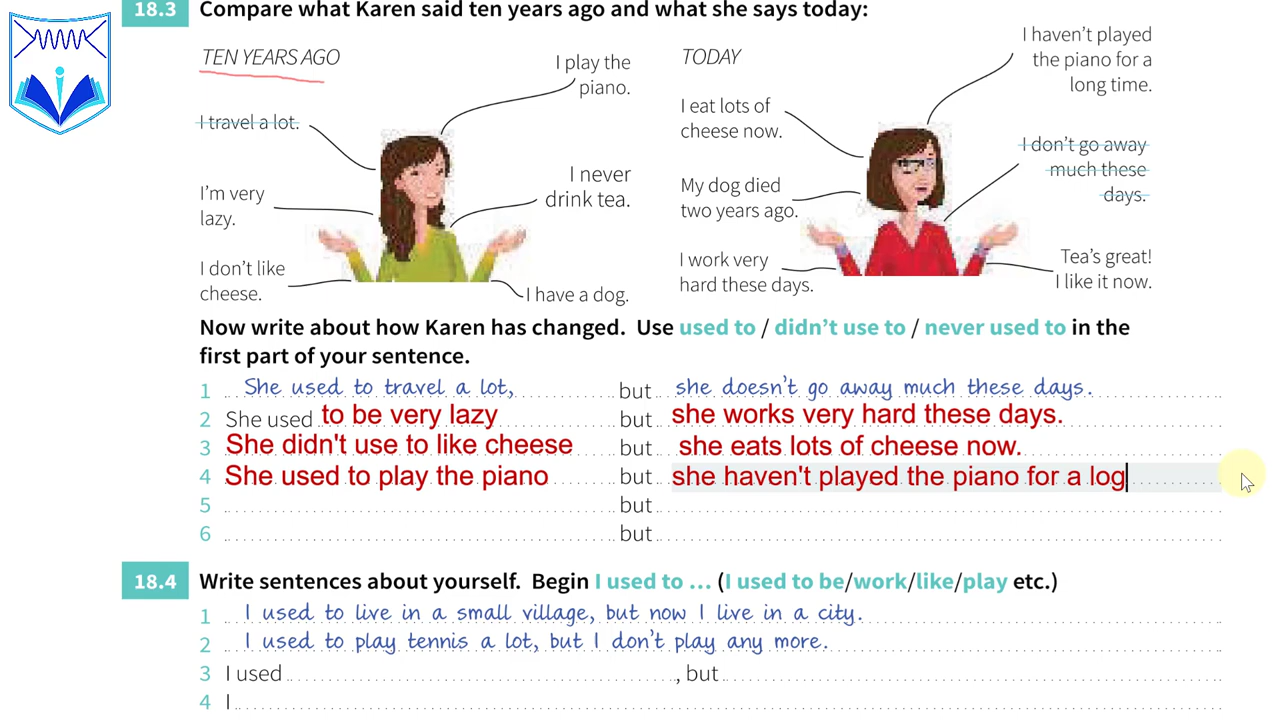 18.3 Compare what Karen said ten years ago and what she says today:
TEN YEARS AGO
I play the
piano.
I travel a lot.
I never
drink tea.
I'm very
lazy.
I don't like
cheese.
I have a dog.
TODAY
I haven't played
the piano for a
long time.
I eat lots of
cheese now.
I don't go away
much these
days.
My dog died
two years ago.
I work very
hard these days.
Tea's great!
I like it now.
Now write about how Karen has changed. Use used to / didn't use to / never used to in the
first part of your sentence.
1 She used to travel a lot, but she doesn't go away much these days.
2 She used to be very lazy but she works very hard these days.
3 She didn't use to like cheese but she eats lots of cheese now.
4 She used to play the piano but she haven't played the piano for a log
5 but
6 but
18.4 Write sentences about yourself. Begin I used to ... (I used to be/work/like/play etc.)
1 I used to live in a small village, but now I live in a city.
2 I used to play tennis a lot, but I don't play any more.
3 I used , but
4 I